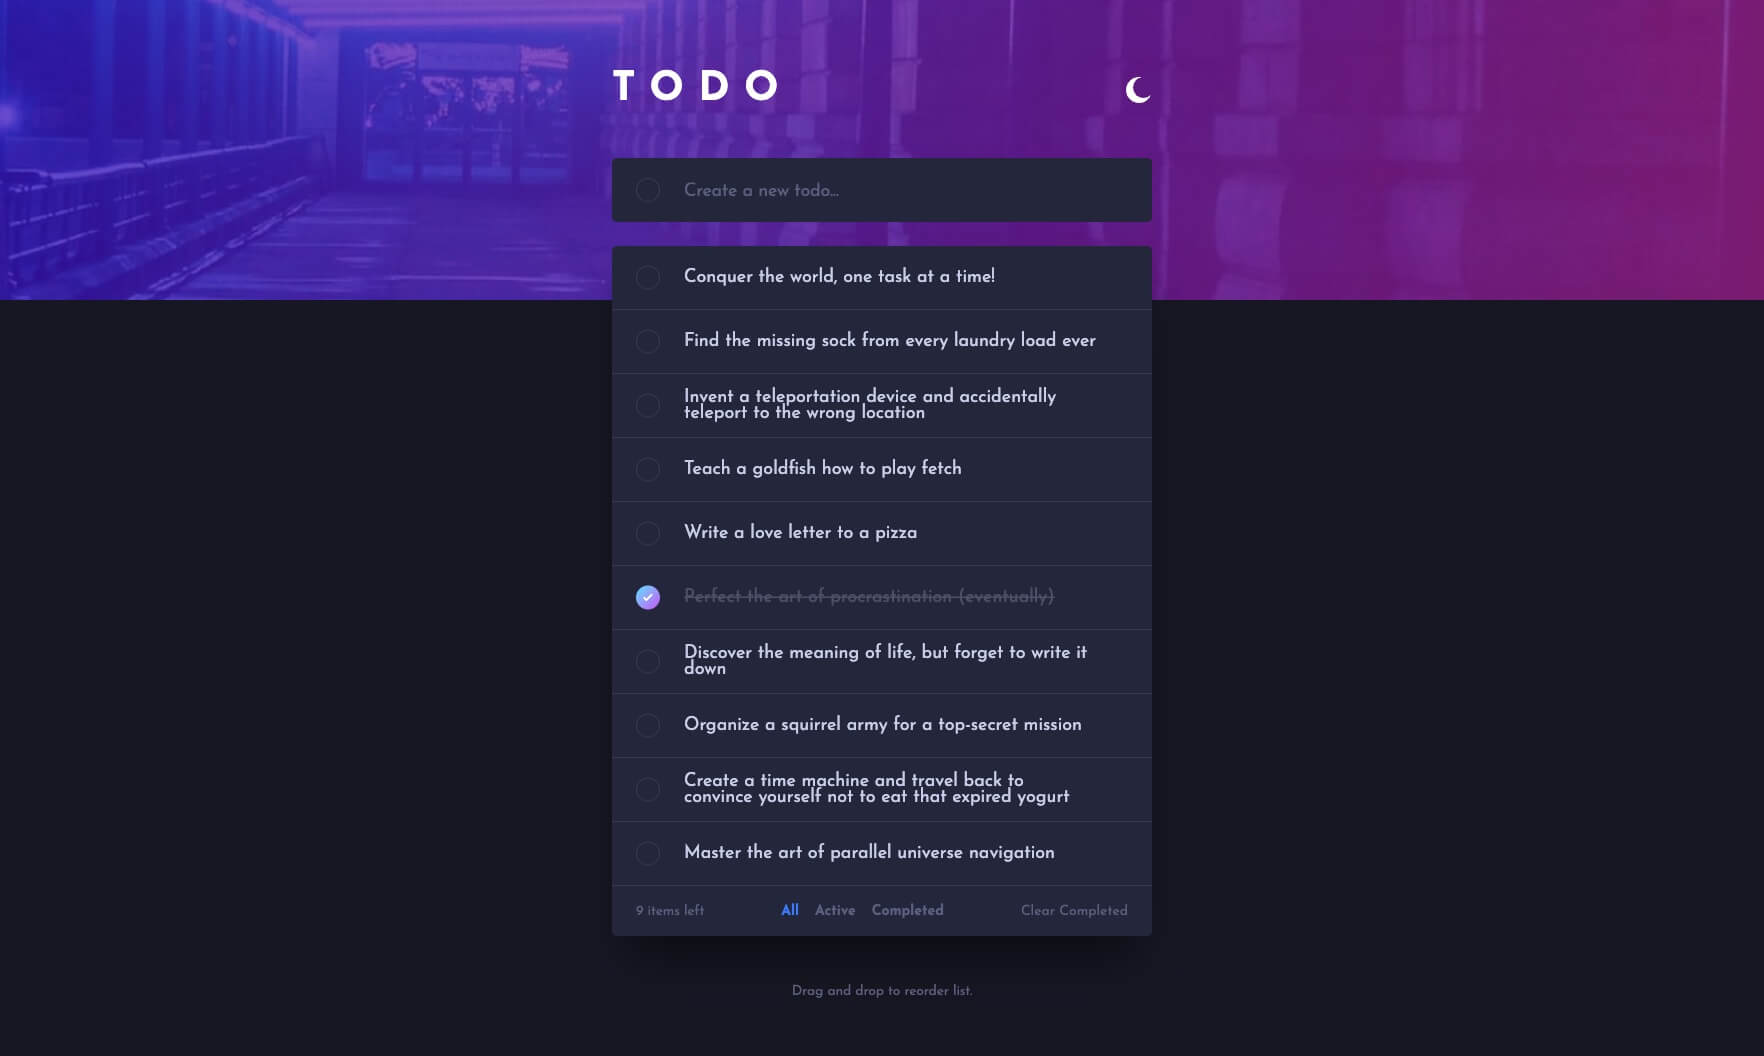 TODO
Create a new todo...
Conquer the world, one task at a time!
Find the missing sock from every laundry load ever
Invent a teleportation device and accidentally
teleport to the wrong location
Teach a goldfish how to play fetch
Write a love letter to a pizza
Perfect the art of procrastination (eventually)
Discover the meaning of life, but forget to write it
down
Organize a squirrel army for a top-secret mission
Create a time machine and travel back to
convince yourself not to eat that expired yogurt
Master the art of parallel universe navigation
9 items left All Active Completed Clear Completed
Drag and drop to reorder list.